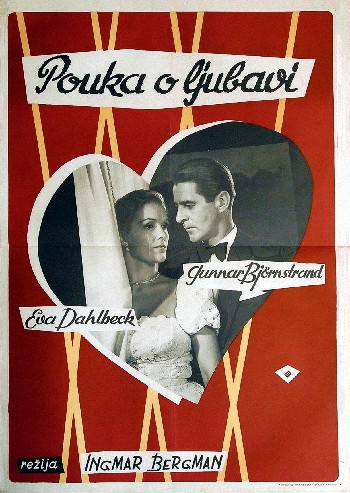 Pouka o ljubavi
Gunnar Björnstrand
Eva Dahlbeck
režija
INGMAR BERGMAN